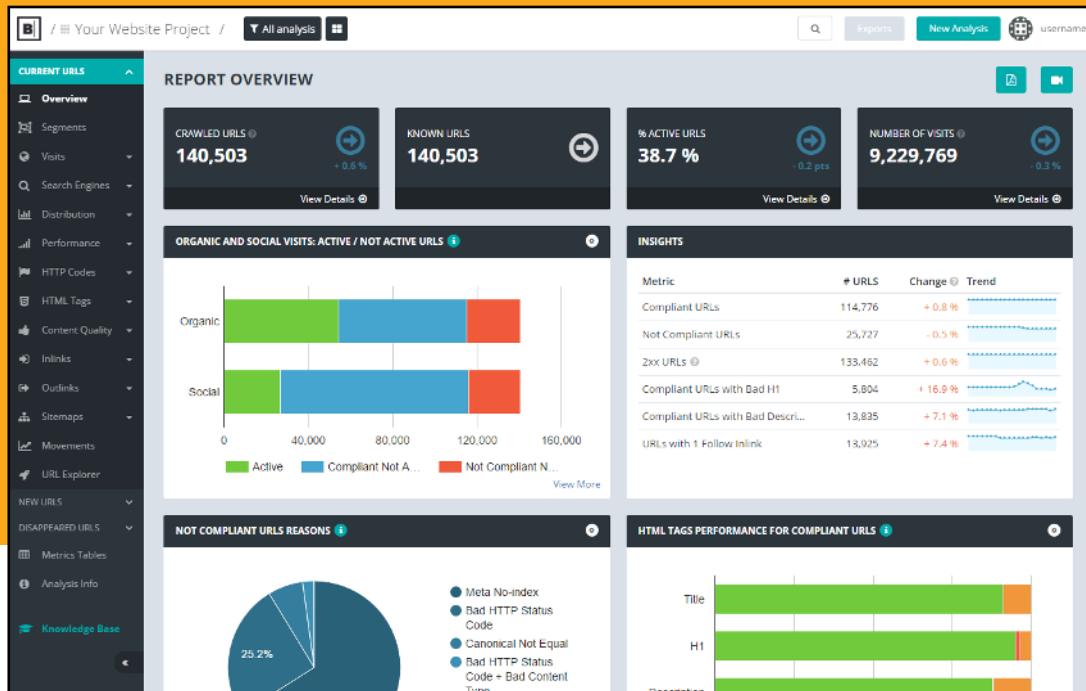 B / Your Website Project / All analysis
Exports New Analysis username
CURRENT URLS
Overview
Segments
Visits
Search Engines
Distribution
Performance
HTTP Codes
HTML Tags
Content Quality
Inlinks
Outlinks
Sitemaps
Movements
URL Explorer
NEW URLS
DISAPPEARED URLS
Metrics Tables
Analysis Info
Knowledge Base
REPORT OVERVIEW
CRAWLED URLS
140,503
+ 0.6 %
View Details
KNOWN URLS
140,503
% ACTIVE URLS
38.7 %
- 0.2 pts
View Details
NUMBER OF VISITS
9,229,769
- 0.3 %
View Details
ORGANIC AND SOCIAL VISITS: ACTIVE / NOT ACTIVE URLS
Organic
Social
0 40,000 80,000 120,000 160,000
Active Compliant Not A... Not Compliant N...
View More
INSIGHTS
Metric # URLS Change Trend
Compliant URLs 114,776 + 0.8 %
Not Compliant URLs 25,727 - 0.5 %
2xx URLs 133,462 + 0.6 %
Compliant URLs with Bad H1 5,804 + 16.9 %
Compliant URLs with Bad Descri... 13,835 + 7.1 %
URLs with 1 Follow Inlink 13,925 + 7.4 %
NOT COMPLIANT URLS REASONS
25.2%
Meta No-index
Bad HTTP Status
Code
Canonical Not Equal
Bad HTTP Status
Code + Bad Content
Type
HTML TAGS PERFORMANCE FOR COMPLIANT URLS
Title
H1
Description